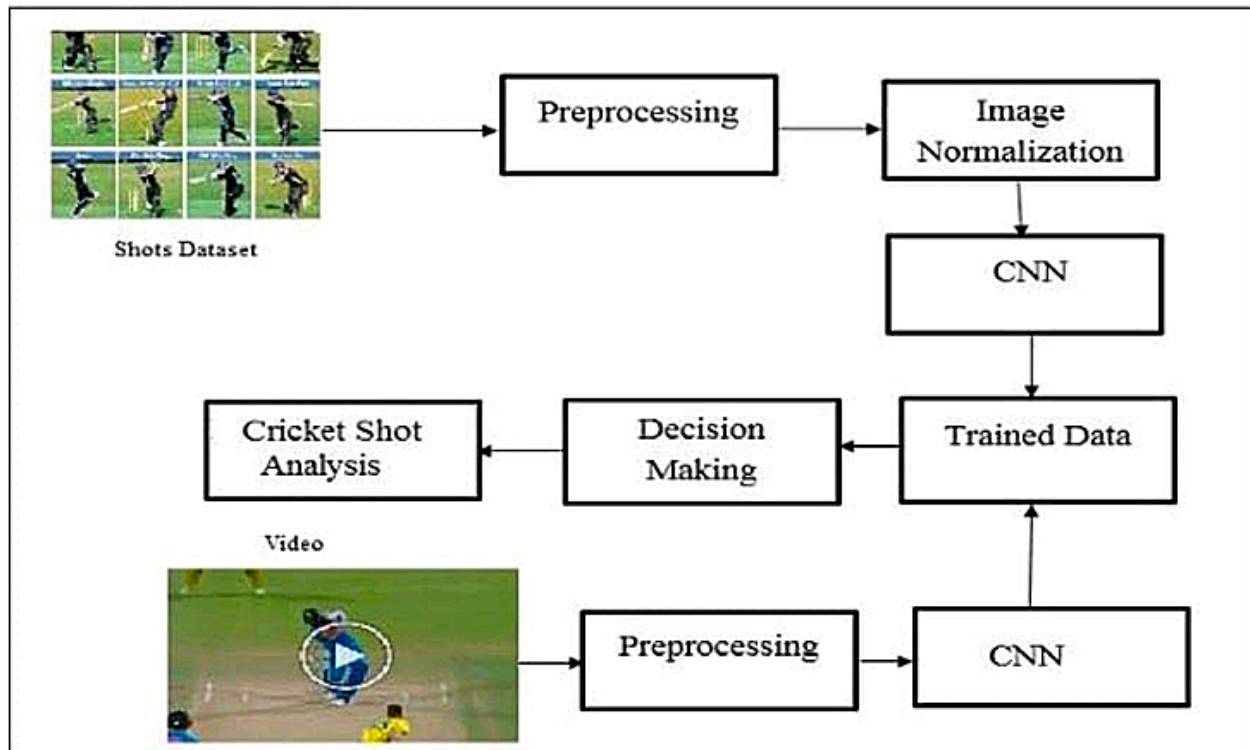 Preprocessing
Image
Normalization
Shots Dataset
CNN
Cricket Shot
Analysis
Decision
Making
Trained Data
Video
Preprocessing
CNN